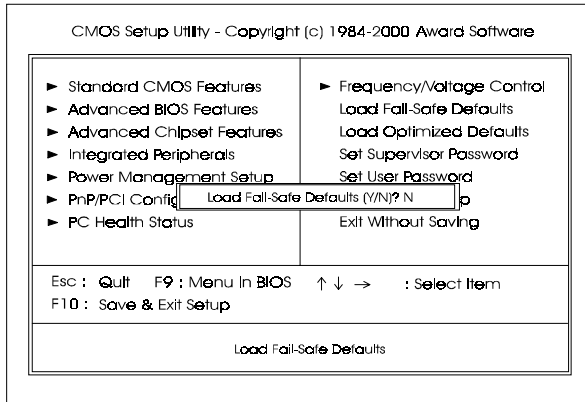 CMOS Setup Utility - Copyright (c) 1984-2000 Award Software
► Standard CMOS Features
► Advanced BIOS Features
► Advanced Chipset Features
► Integrated Peripherals
► Power Management Setup
► PnP/PCI Config
► PC Health Status
► Frequency/Voltage Control
Load Fail-Safe Defaults
Load Optimized Defaults
Set Supervisor Password
Set User Password
p
Exit Without Saving
Load Fail-Safe Defaults (Y/N)? N
Esc : Quit F9 : Menu in BIOS ↑ ↓ → : Select Item
F10 : Save & Exit Setup
Load Fail-Safe Defaults